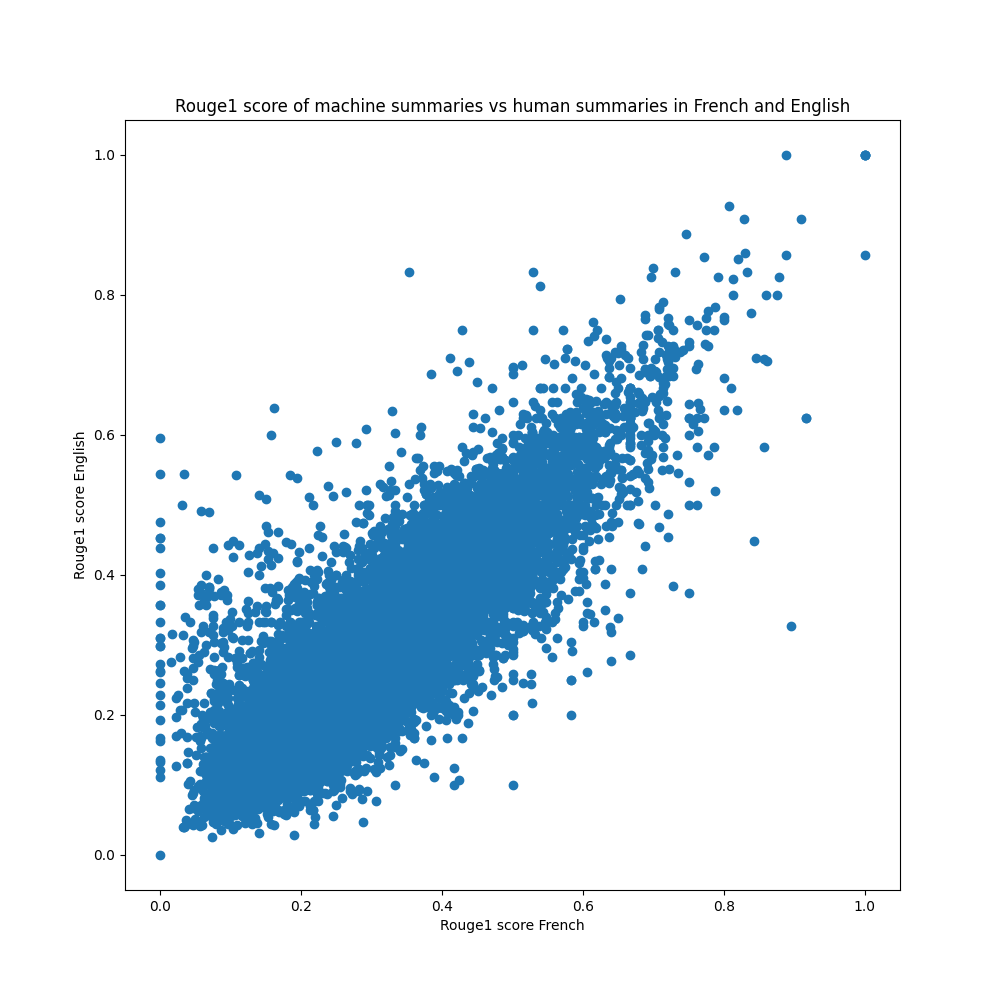 Rouge1 score of machine summaries vs human summaries in French and English
1.0
0.8
0.6
0.4
0.2
0.0
Rouge1 score English
0.0 0.2 0.4 0.6 0.8 1.0
Rouge1 score French